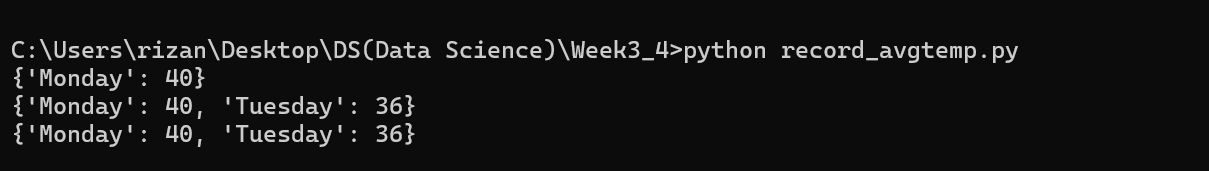 C:\Users\rizan\Desktop\DS(Data Science)\Week3_4>python record_avgtemp.py
{'Monday': 40}
{'Monday': 40, 'Tuesday': 36}
{'Monday': 40, 'Tuesday': 36}